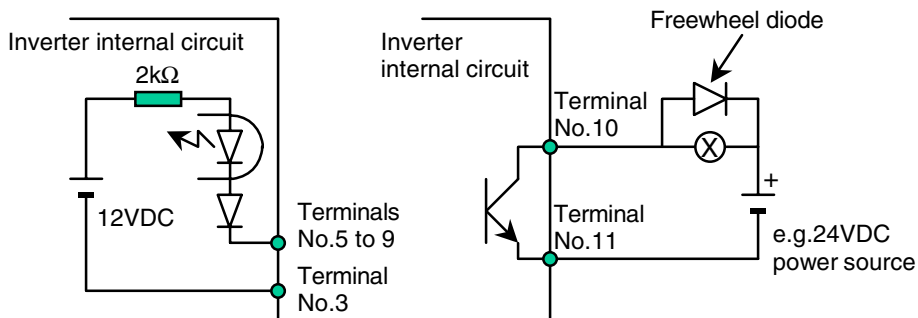 Inverter internal circuit
2kΩ
12VDC
Terminals
No.5 to 9
Terminal
No.3
Inverter
internal circuit
Freewheel diode
Terminal
No.10
X
+
Terminal
No.11
e.g.24VDC
power source